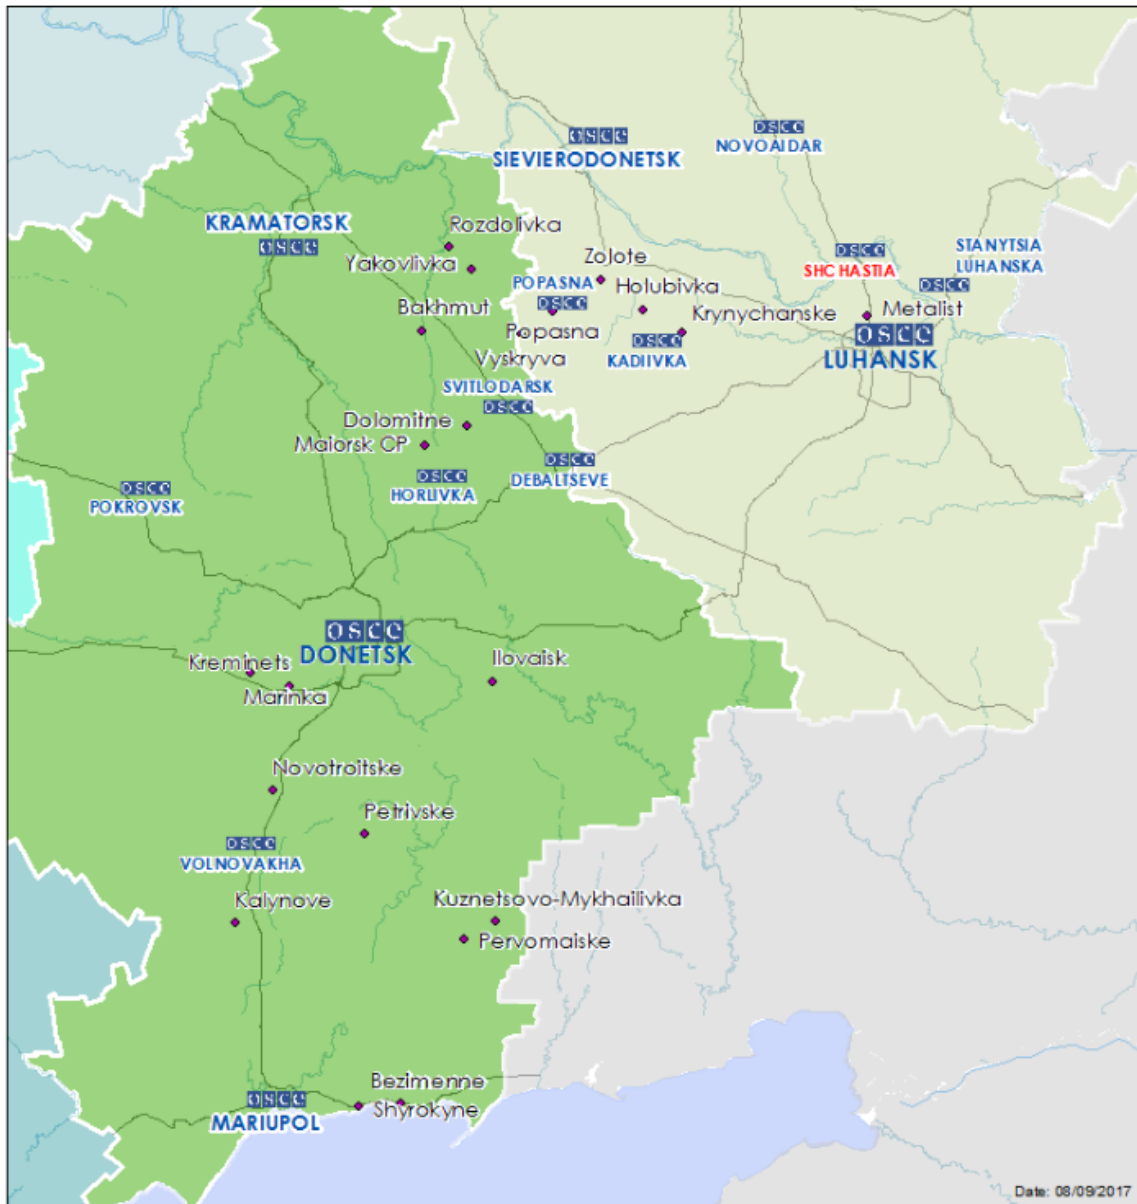 OSCE
SIEVIERODONETSK
OSCE
NOVOAIDAR
KRAMATORSK
OSCE
Rozdolivka
Yakovlivka
Zolote
OSCE
SHCHASTIA
STANYTSIA
LUHANSKA
OSCE
POPASNA
OSCE
Holubivka
Bakhmut
Popasna
Krynychanske
Metalist
OSCE
KADIIVKA
OSCE
LUHANSK
Vyskryva
SVITLODARSK
OSCE
Dolomitne
Maiorsk CP
OSCE
HORLIVKA
OSCE
DEBALTSEVE
OSCE
POKROVSK
OSCE
DONETSK
Kreminets
Marinka
Ilovaisk
Novotroitske
Petrivske
OSCE
VOLNOVAKHA
Kalynove
Kuznetsovo-Mykhailivka
Pervomaiske
Bezimenne
OSCE
MARIUPOL
Shyrokyne
Date: 08/09/2017